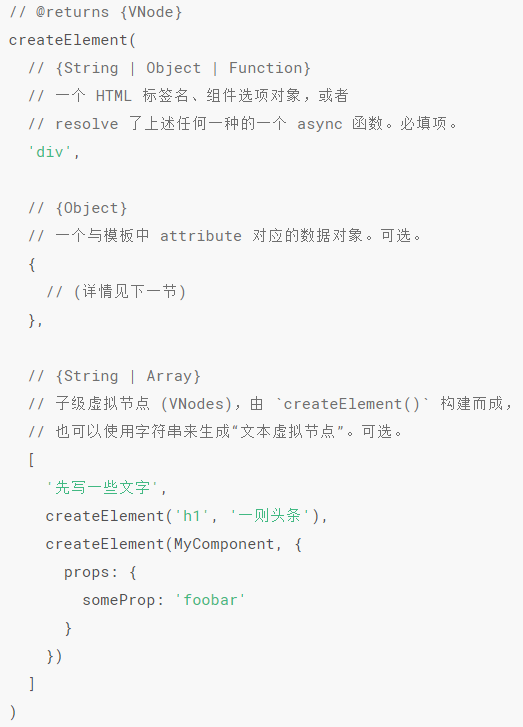 // @returns {VNode}
createElement(
  // {String | Object | Function}
  // 一个 HTML 标签名、组件选项对象，或者
  // resolve 了上述任何一种的一个 async 函数。必填项。
  'div',

  // {Object}
  // 一个与模板中 attribute 对应的数据对象。可选。
  {
    // (详情见下一节)
  },

  // {String | Array}
  // 子级虚拟节点 (VNodes)，由 `createElement()` 构建而成，
  // 也可以使用字符串来生成“文本虚拟节点”。可选。
  [
    '先写一些文字',
    createElement('h1', '一则头条'),
    createElement(MyComponent, {
      props: {
        someProp: 'foobar'
      }
    })
  ]
)